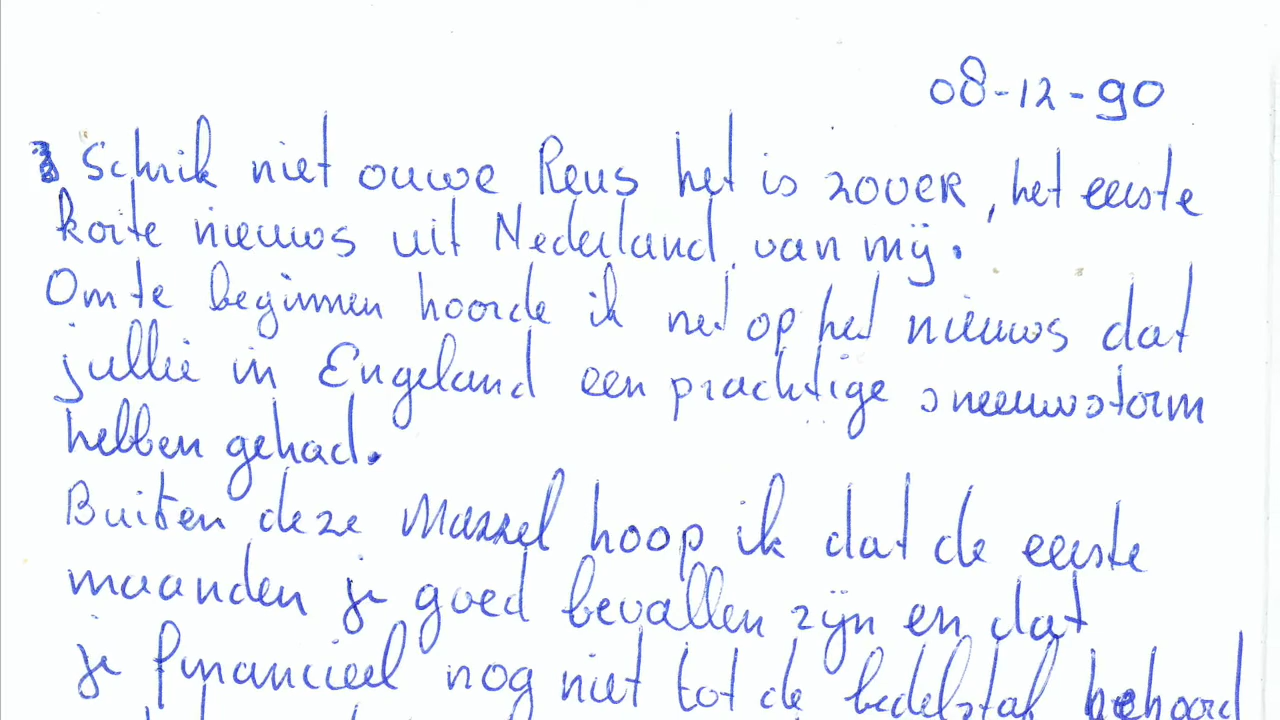 08-12-90
Schrik niet ouwe Reus het is zover, het eerste
korte nieuws uit Nederland van mij.
Om te beginnen hoorde ik net op het nieuws dat
jullie in Engeland een prachtige sneeuwstorm
hebben gehad.
Buiten deze Mazzel hoop ik dat de eerste
maanden je goed bevallen zijn en dat
je financieel nog niet tot de bedelstaf behoord